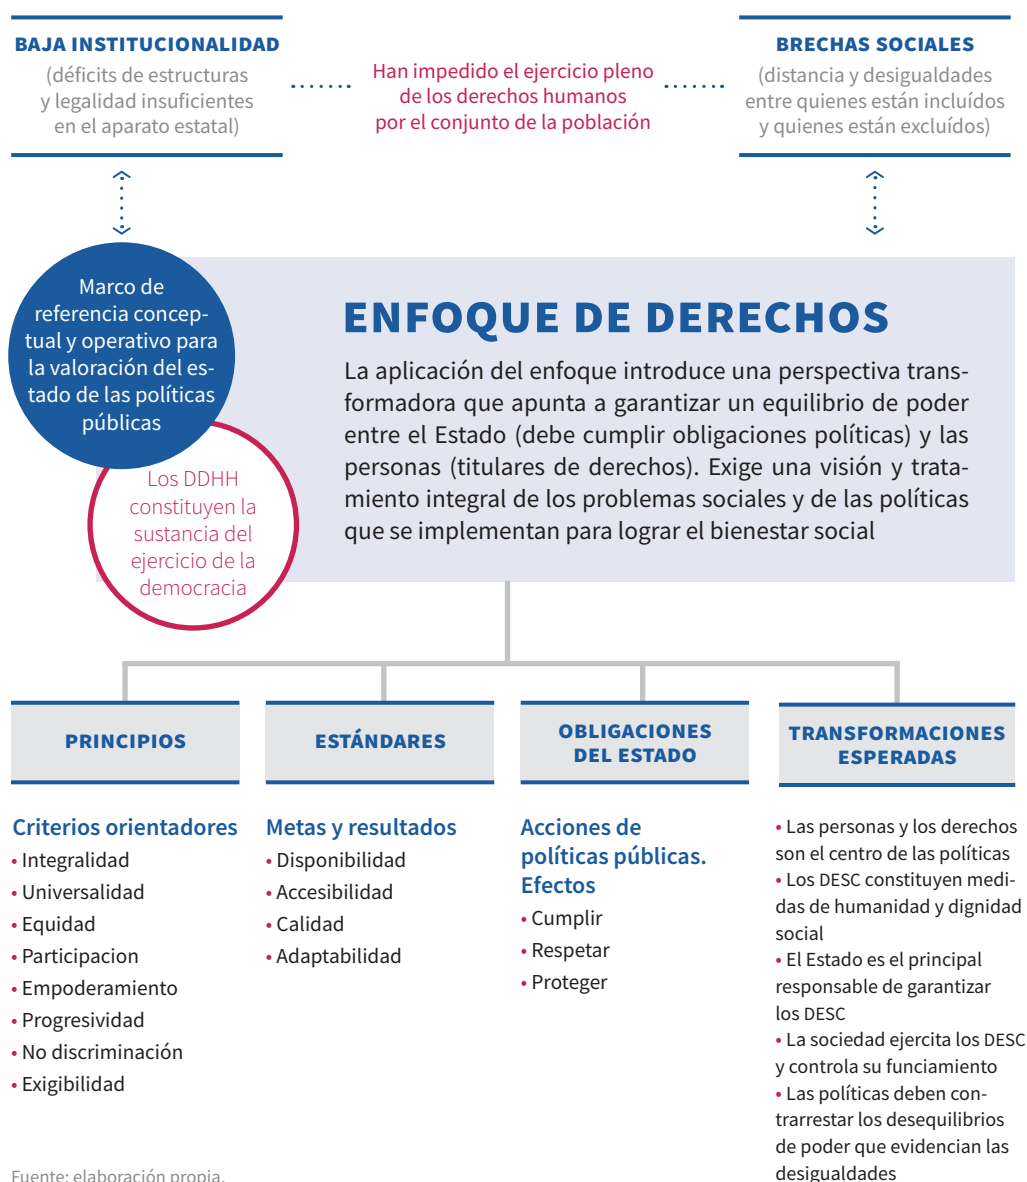 BAJA INSTITUCIONALIDAD
(déficits de estructuras
y legalidad insuficientes
en el aparato estatal)
Han impedido el ejercicio pleno
de los derechos humanos
por el conjunto de la población
BRECHAS SOCIALES
(distancia y desigualdades
entre quienes están incluídos
y quienes están excluídos)
Marco de
referencia concep-
tual y operativo para
la valoración del es-
tado de las políticas
públicas
Los DDHH
constituyen la
sustancia del
ejercicio de la
democracia
ENFOQUE DE DERECHOS
La aplicación del enfoque introduce una perspectiva trans-
formadora que apunta a garantizar un equilibrio de poder
entre el Estado (debe cumplir obligaciones políticas) y las
personas (titulares de derechos). Exige una visión y trata-
miento integral de los problemas sociales y de las políticas
que se implementan para lograr el bienestar social
PRINCIPIOS
Criterios orientadores
• Integralidad
• Universalidad
• Equidad
• Participacion
• Empoderamiento
• Progresividad
• No discriminación
• Exigibilidad
ESTÁNDARES
Metas y resultados
• Disponibilidad
• Accesibilidad
• Calidad
• Adaptabilidad
OBLIGACIONES
DEL ESTADO
Acciones de
políticas públicas.
Efectos
• Cumplir
• Respetar
• Proteger
TRANSFORMACIONES
ESPERADAS
• Las personas y los derechos
son el centro de las políticas
• Los DESC constituyen medi-
das de humanidad y dignidad
social
• El Estado es el principal
responsable de garantizar
los DESC
• La sociedad ejercita los DESC
y controla su funciamiento
• Las políticas deben con-
trarrestar los desequilibrios
de poder que evidencian las
desigualdades
Fuente: elaboración propia.